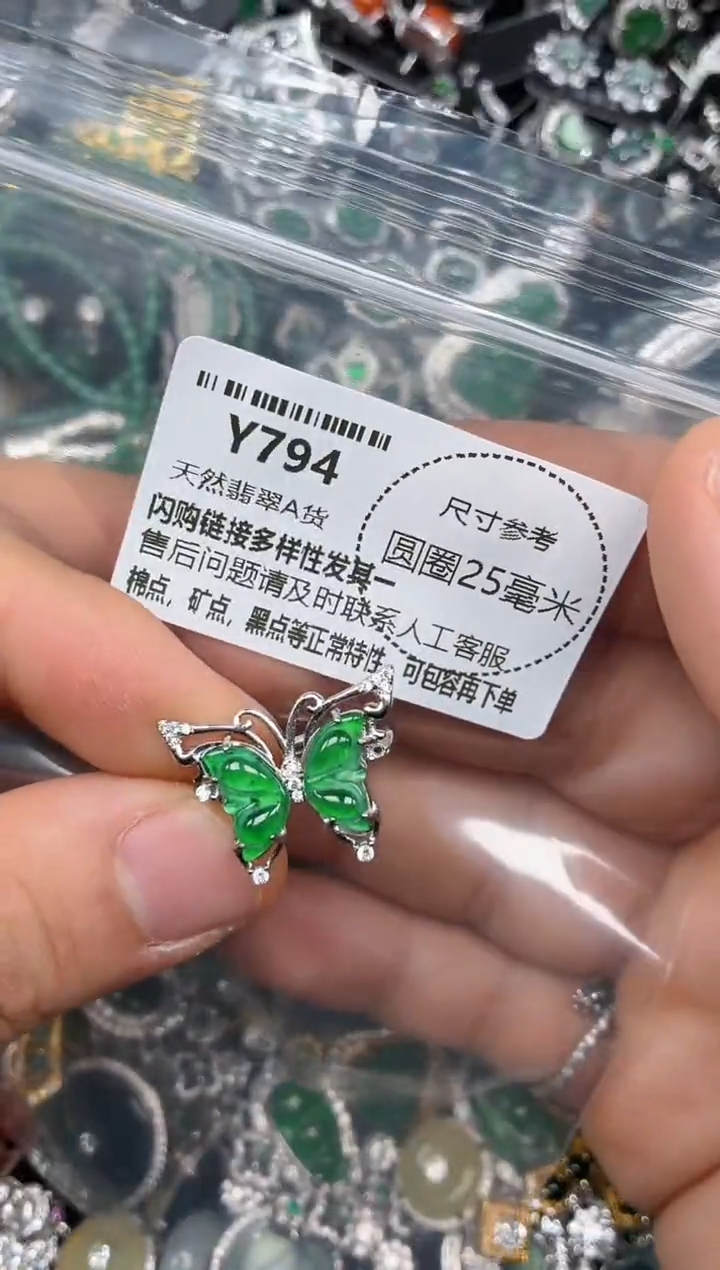 Y794
天然翡翠A货
闪购链接多样性发其一
售后问题请及时联系人工客服
棉点，矿点，黑点等正常特性，可包容再下单
尺寸参考
圆圈25毫米